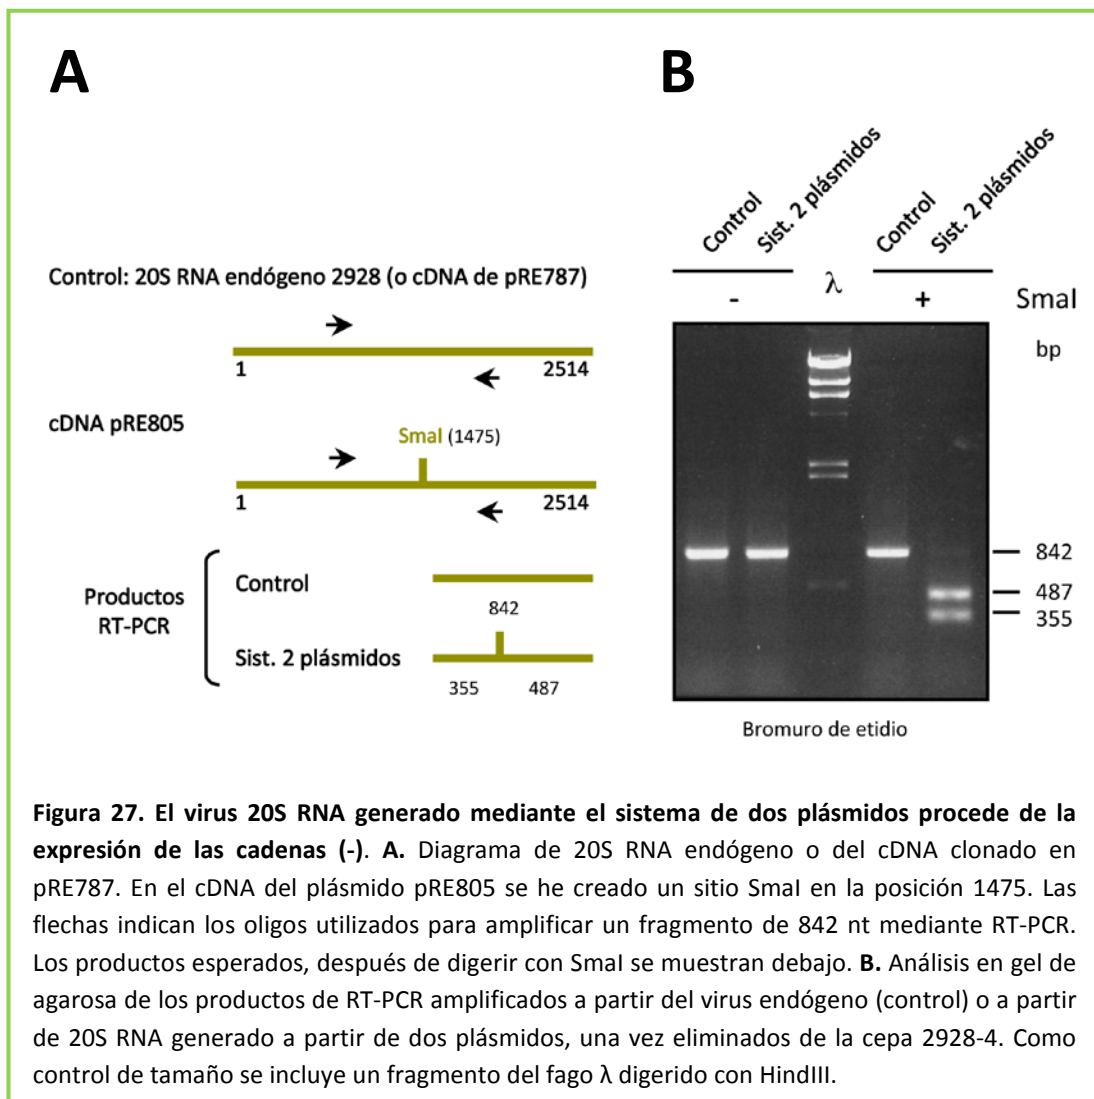 A
Control: 20S RNA endógeno 2928 (o cDNA de pRE787)
1
2514
cDNA pRE805
SmaI (1475)
1
2514
Productos
RT-PCR
Control
842
Sist. 2 plásmidos
355
487
B
Control
Sist. 2 plásmidos
Control
Sist. 2 plásmidos
-
λ
+
SmaI
bp
842
487
355
Bromuro de etidio
Figura 27. El virus 20S RNA generado mediante el sistema de dos plásmidos procede de la
expresión de las cadenas (-). A. Diagrama de 20S RNA endógeno o del cDNA clonado en
pRE787. En el cDNA del plásmido pRE805 se he creado un sitio SmaI en la posición 1475. Las
flechas indican los oligos utilizados para amplificar un fragmento de 842 nt mediante RT-PCR.
Los productos esperados, después de digerir con SmaI se muestran debajo. B. Análisis en gel de
agarosa de los productos de RT-PCR amplificados a partir del virus endógeno (control) o a partir
de 20S RNA generado a partir de dos plásmidos, una vez eliminados de la cepa 2928-4. Como
control de tamaño se incluye un fragmento del fago λ digerido con HindIII.